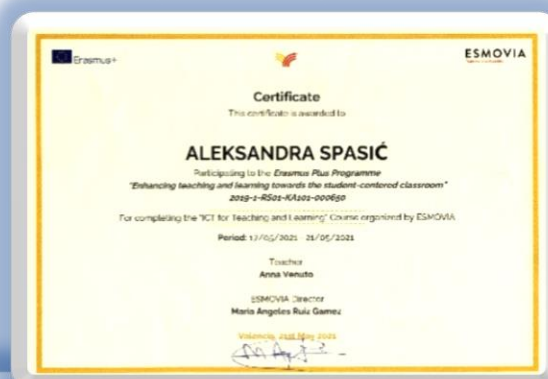 Erasmus+
ESMOVIA
Certificate
This certificate is awarded to
ALEKSANDRA SPASIĆ
Participating to the Erasmus Plus Programme
"Enhancing teaching and learning towards the student-centered classroom"
2019-1-RS01-KA101-000650
For completing the "ICT for Teaching and Learning" Course organized by ESMOVIA
Period: 17/05/2021 - 21/05/2021
Teacher
Anna Venuto
ESMOVIA Director
Maria Angeles Ruiz Gamez
Valencia, 21st May 2021